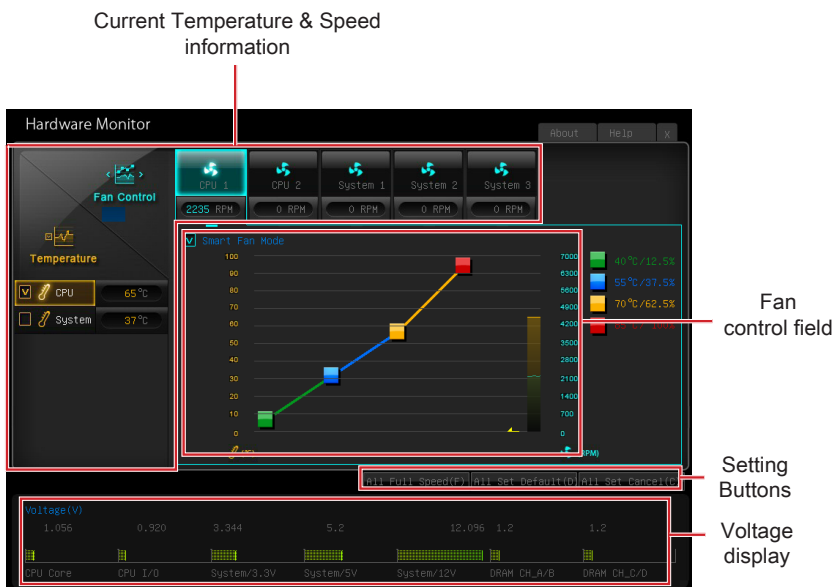 Current Temperature & Speed
information
Hardware Monitor
About Help X
Fan Control
CPU 1 CPU 2 System 1 System 2 System 3
2235 RPM 0 RPM 0 RPM 0 RPM 0 RPM
Temperature
V CPU 65°C
System 37°C
V Smart Fan Mode
100 7000
90 6300
80 5600
70 4900
60 4200
50 3500
40 2800
30 2100
20 1400
10 700
0 0
(°C) (RPM)
40°C/12.5%
55°C/37.5%
70°C/62.5%
Fan
control field
All Full Speed(F) All Set Default(D) All Set Cancel(C
Setting
Buttons
Voltage(V)
1.056 0.920 3.344 5.2 12.096 1.2 1.2
CPU Core CPU I/O System/3.3V System/5V System/12V DRAM CH_A/B DRAM CH_C/D
Voltage
display